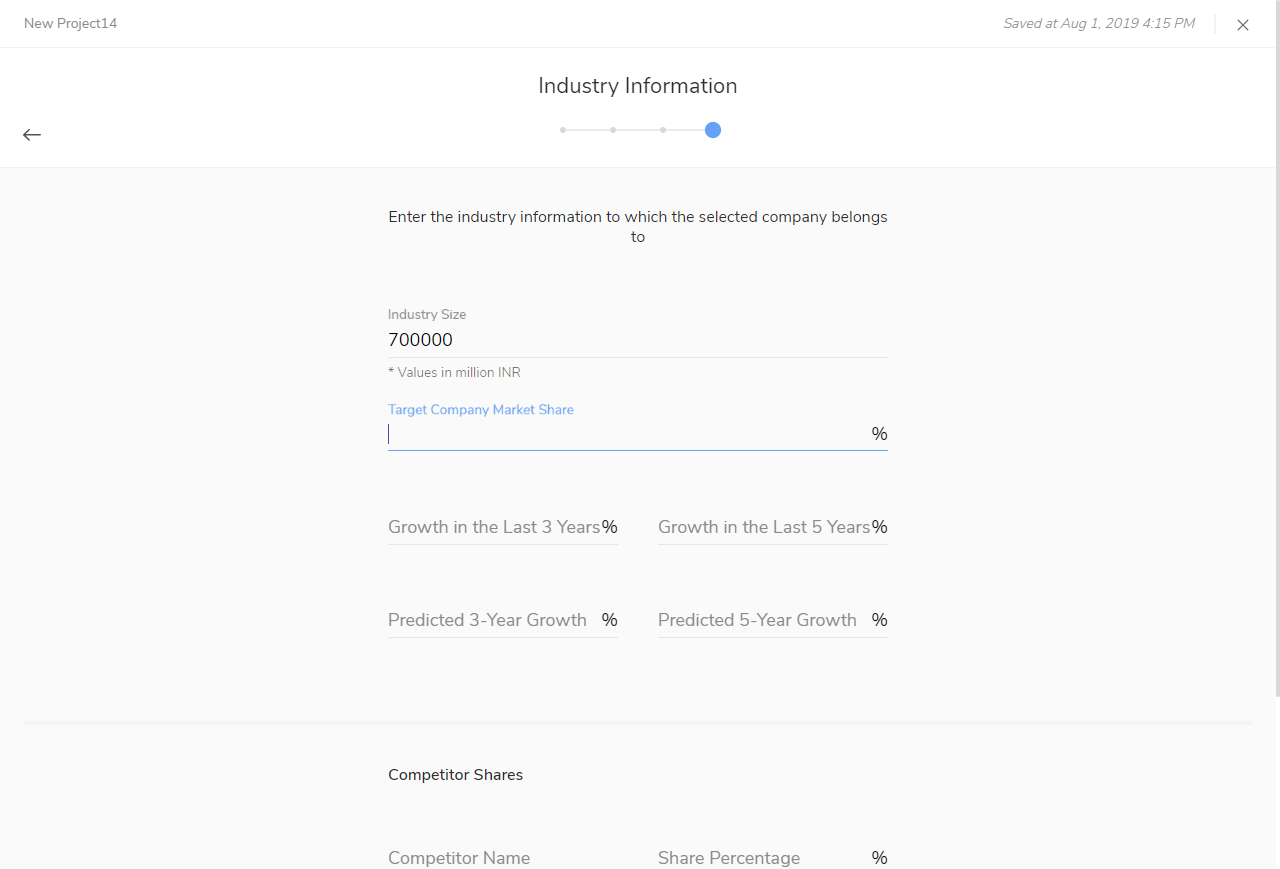 New Project14
Saved at Aug 1, 2019 4:15 PM
Industry Information
Enter the industry information to which the selected company belongs
to
Industry Size
700000
* Values in million INR
Target Company Market Share
%
Growth in the Last 3 Years %
Growth in the Last 5 Years %
Predicted 3-Year Growth %
Predicted 5-Year Growth %
Competitor Shares
Competitor Name
Share Percentage %